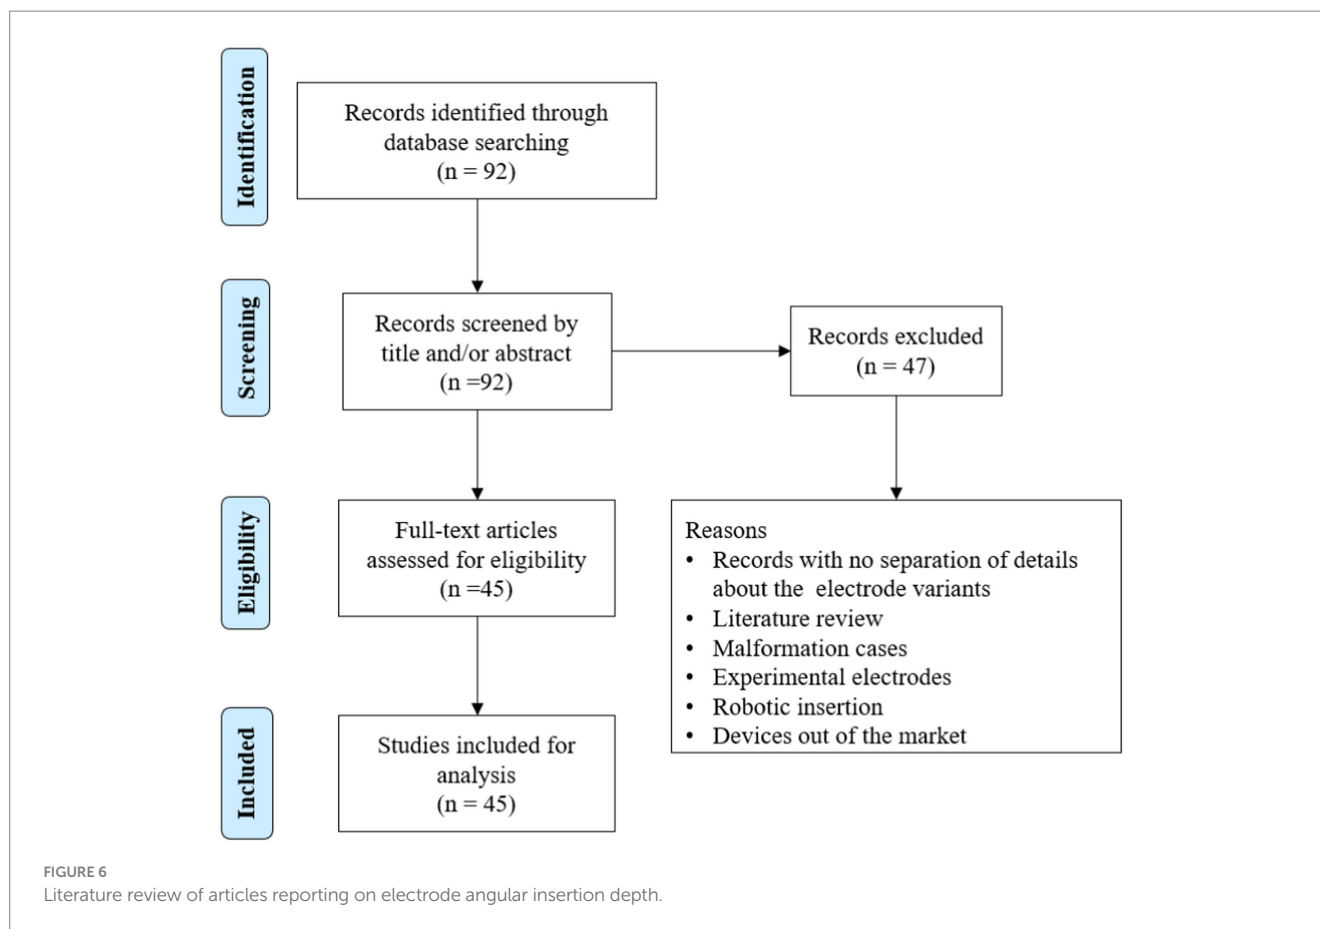 Identification
Records identified through
database searching
(n = 92)
Screening
Records screened by
title and/or abstract
(n =92)
Records excluded
(n = 47)
Eligibility
Full-text articles
assessed for eligibility
(n =45)
Reasons
• Records with no separation of details
about the electrode variants
• Literature review
• Malformation cases
• Experimental electrodes
• Robotic insertion
• Devices out of the market
Included
Studies included for
analysis
(n = 45)
FIGURE 6
Literature review of articles reporting on electrode angular insertion depth.